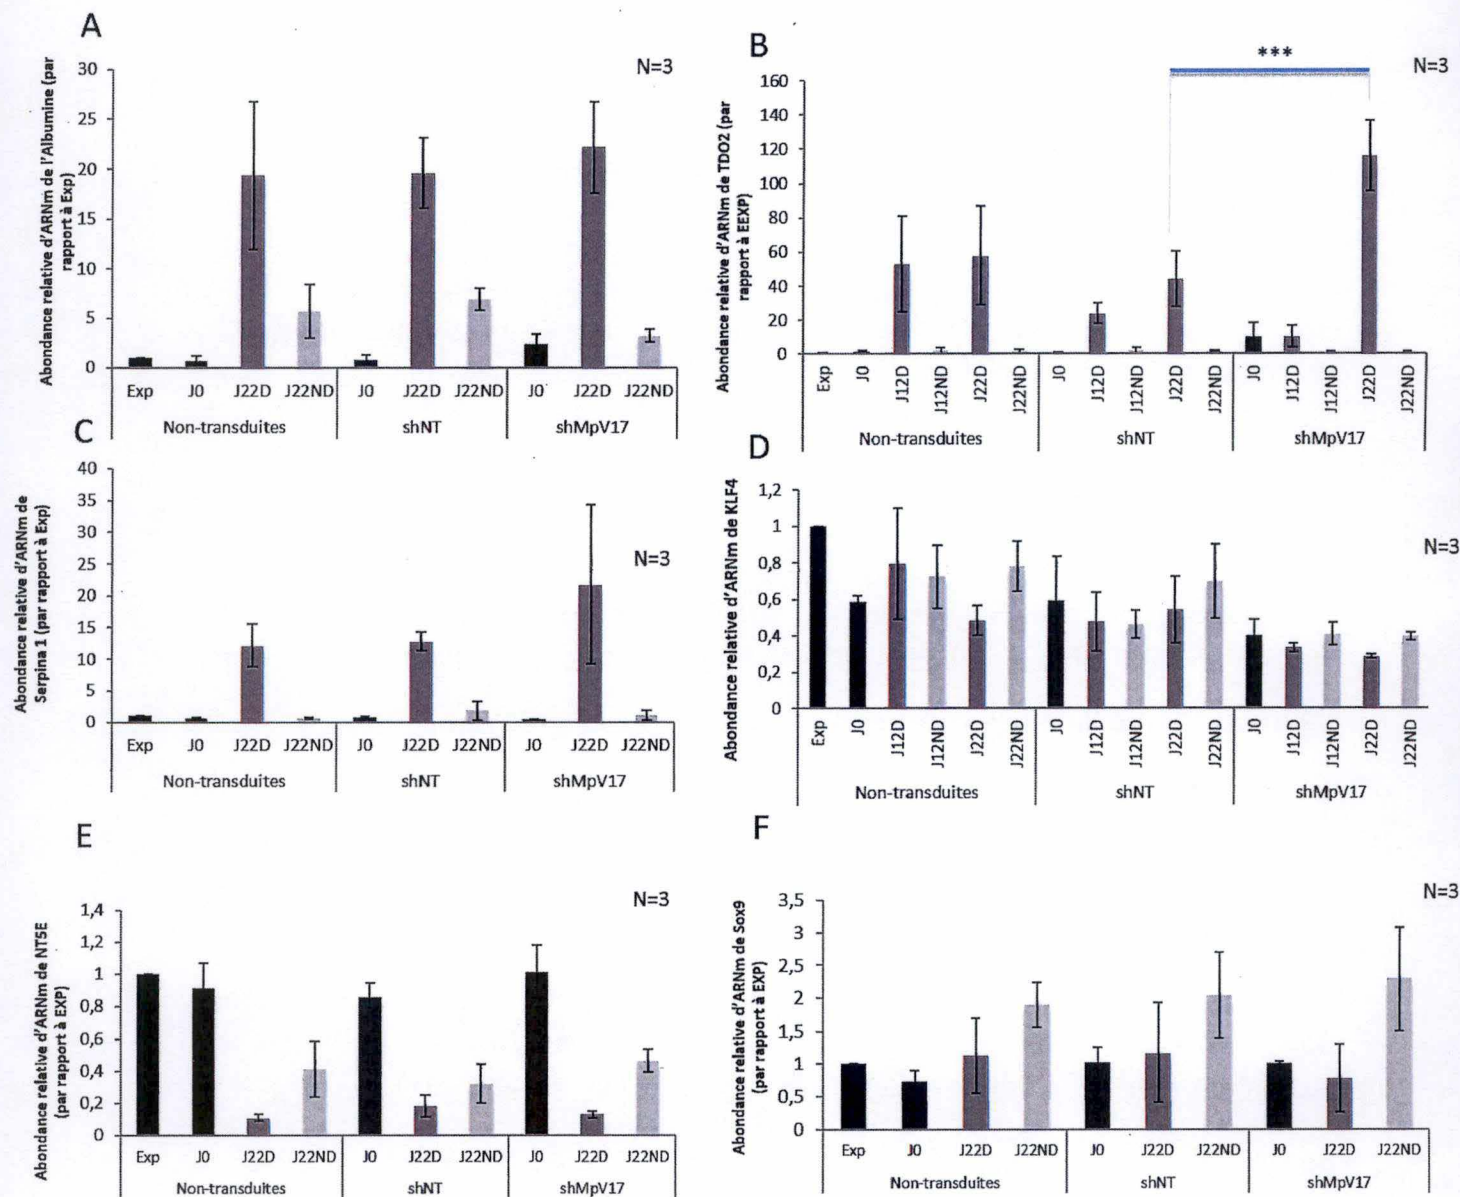 A
N=3
Abondance relative d'ARNm de l'Albumine (par
rapport à Exp)
30
25
20
15
10
5
0
Exp J0 J22D J22ND J0 J22D J22ND J0 J22D J22ND
Non-transduites shNT shMpV17
B
***
N=3
Abondance relative d'ARNm de TDO2 (par
rapport à EEXP)
160
140
120
100
80
60
40
20
0
Exp J0 J12D J12ND J22D J22ND J0 J12D J12ND J22D J22ND J0 J12D J12ND J22D J22ND
Non-transduites shNT shMpV17
C
N=3
Abondance relative d'ARNm de
Serpina 1 (par rapport à Exp)
40
35
30
25
20
15
10
5
0
Exp J0 J22D J22ND J0 J22D J22ND J0 J22D J22ND
Non-transduites shNT shMpV17
D
N=3
Abondance relative d'ARNm de KLF4
1,2
1
0,8
0,6
0,4
0,2
0
Exp J0 J12D J12ND J22D J22ND J0 J12D J12ND J22D J22ND J0 J12D J12ND J22D J22ND
Non-transduites shNT shMpV17
E
N=3
Abondance relative d'ARNm de NT5E
(par rapport à EXP)
1,4
1,2
1
0,8
0,6
0,4
0,2
0
Exp J0 J22D J22ND J0 J22D J22ND J0 J22D J22ND
Non-transduites shNT shMpV17
F
N=3
Abondance relative d'ARNm de Sox9
(par rapport à EXP)
3,5
3
2,5
2
1,5
1
0,5
0
Exp J0 J22D J22ND J0 J22D J22ND J0 J22D J22ND
Non-transduites shNT shMpV17